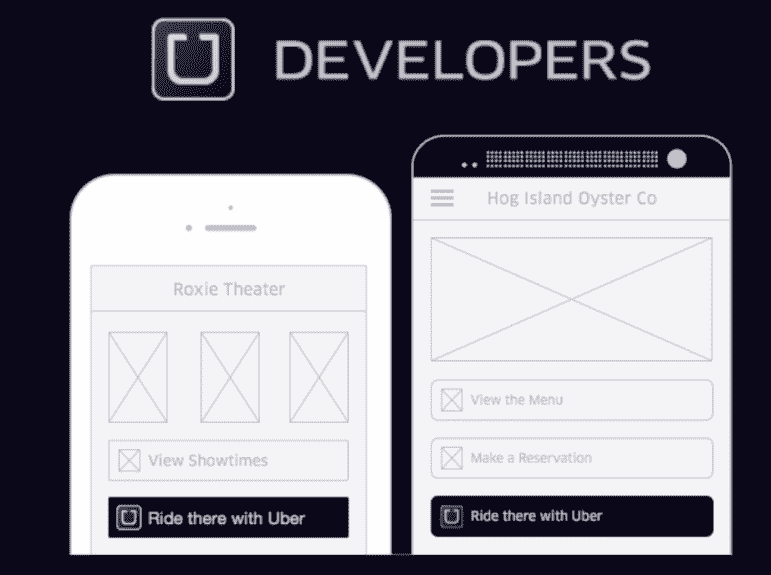 DEVELOPERS
Roxie Theater
View Showtimes
Ride there with Uber
Hog Island Oyster Co
View the Menu
Make a Reservation
Ride there with Uber